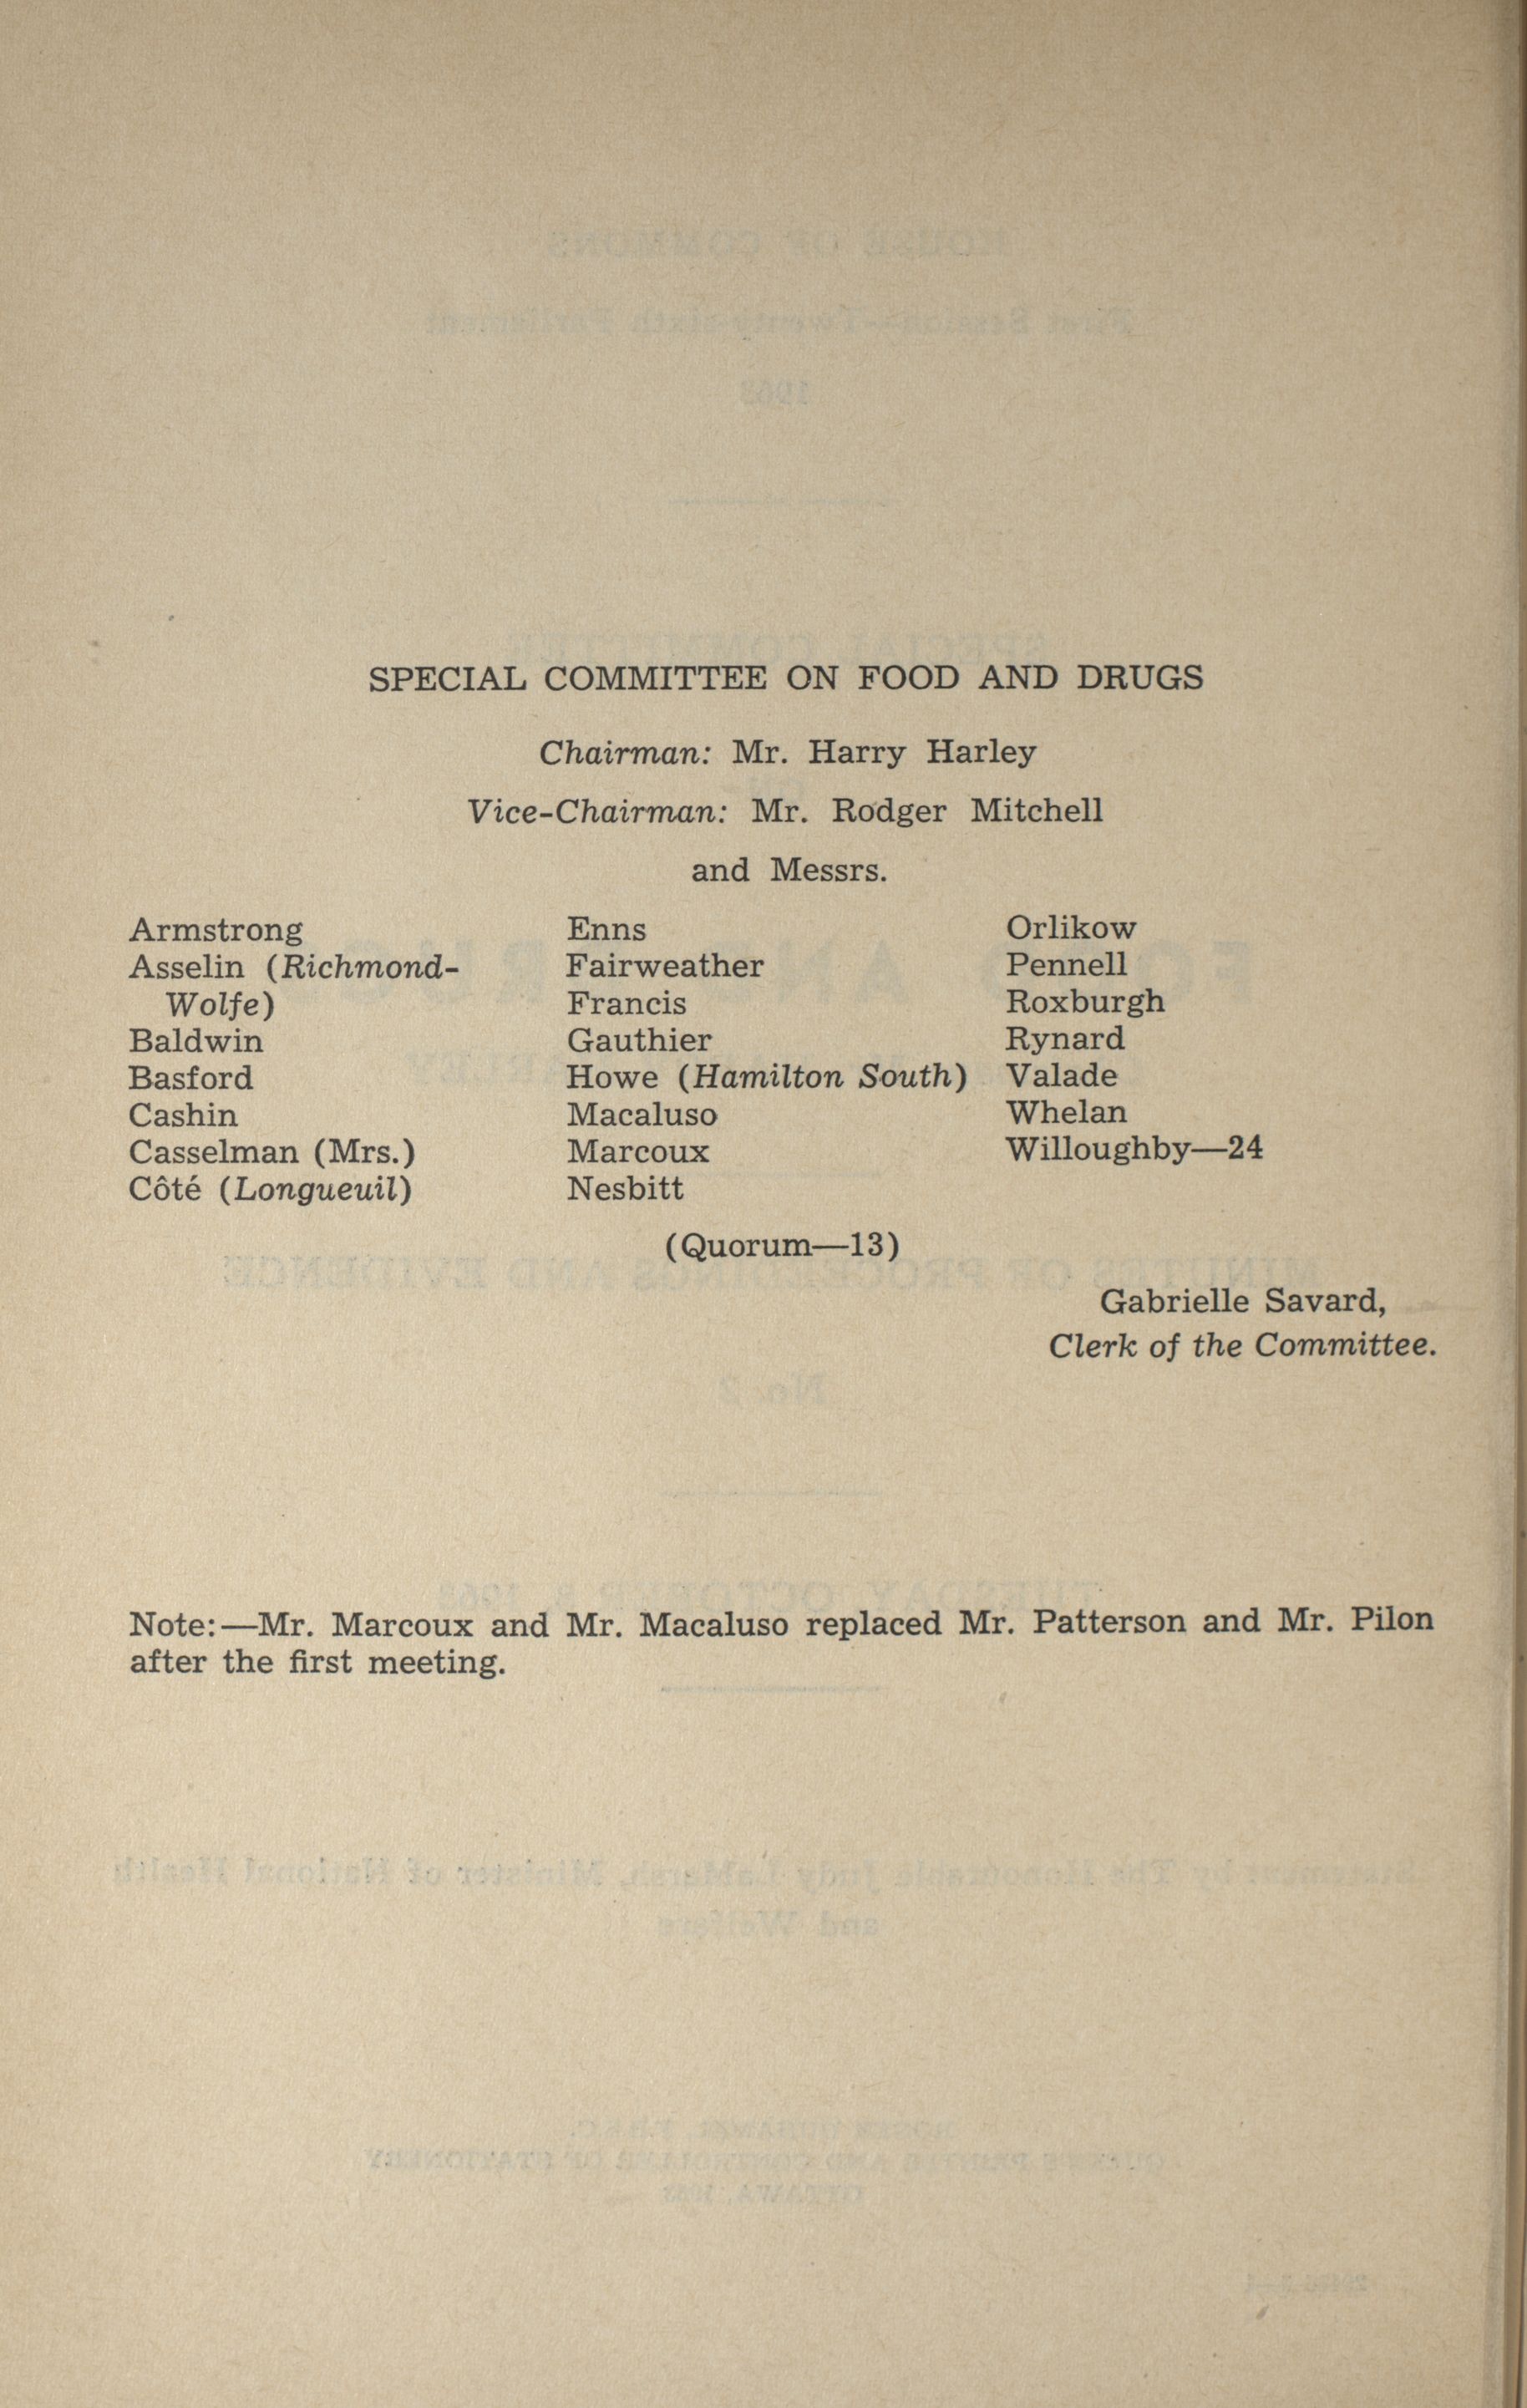 SPECIAL COMMITTEE ON FOOD AND DRUGS
Chairman: Mr. Harry Harley
Vice-Chairman: Mr. Rodger Mitchell
and Messrs.
Armstrong
Asselin (Richmond-
Wolfe)
Baldwin
Basford
Cashin
Casselman (Mrs.)
Côté (Longueuil)
Enns
Fairweather
Francis
Gauthier
Howe (Hamilton South)
Macaluso
Marcoux
Nesbitt
Orlikow
Pennell
Roxburgh
Rynard
Valade
Whelan
Willoughby—24
(Quorum—13)
Gabrielle Savard,
Clerk of the Committee.
Note:—Mr. Marcoux and Mr. Macaluso replaced Mr. Patterson and Mr. Pilon
after the first meeting.